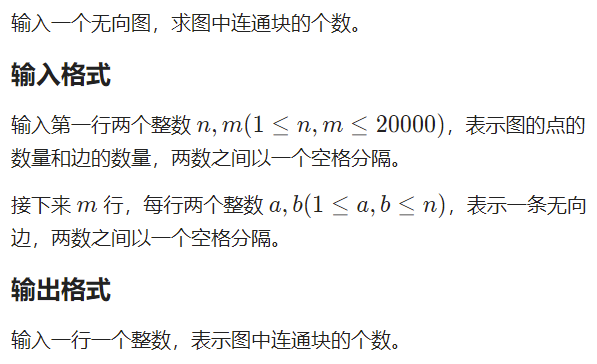 输入一个无向图，求图中连通块的个数。
输入格式
输入第一行两个整数 n, m(1 ≤ n, m ≤ 20000)，表示图的点的
数量和边的数量，两数之间以一个空格分隔。
接下来 m 行，每行两个整数 a, b(1 ≤ a, b ≤ n)，表示一条无向
边，两数之间以一个空格分隔。
输出格式
输入一行一个整数，表示图中连通块的个数。